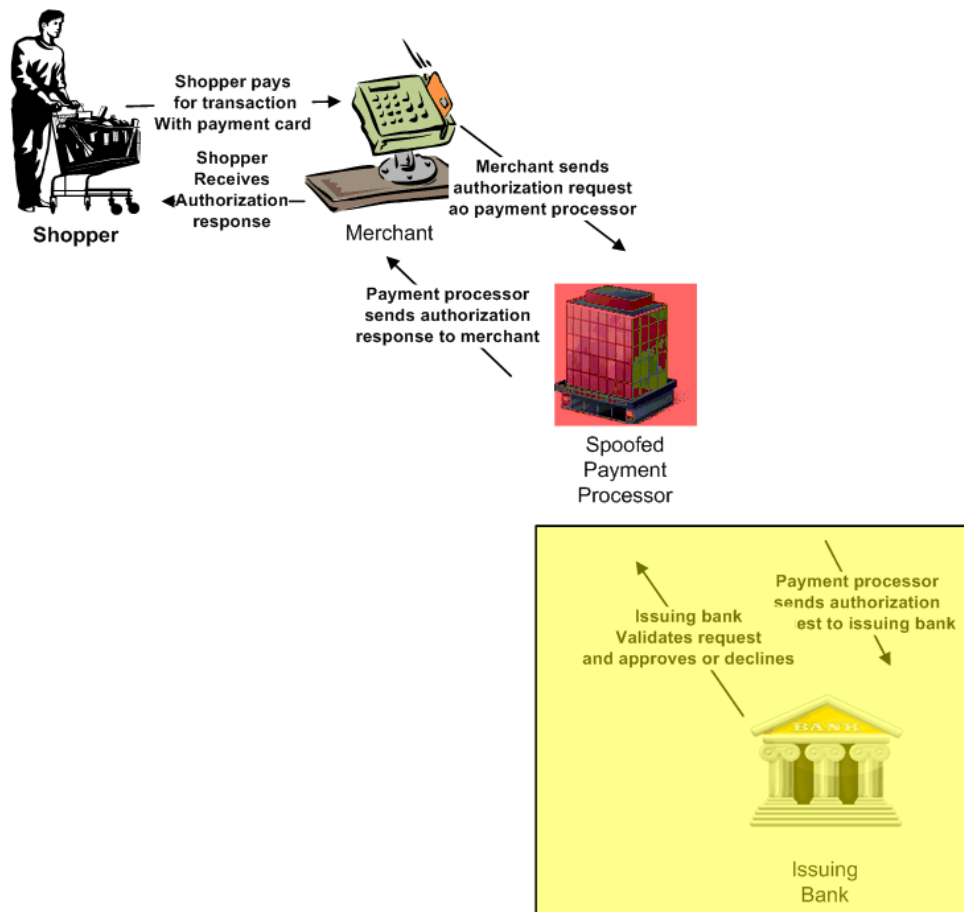 Shopper pays
for transaction
With payment card
Shopper
Receives
Authorization
response
Shopper
Merchant
Merchant sends
authorization request
ao payment processor
Payment processor
sends authorization
response to merchant
Spoofed
Payment
Processor
Payment processor
sends authorization
est to issuing bank
Issuing bank
Validates request
and approves or declines
BANK
Issuing
Bank